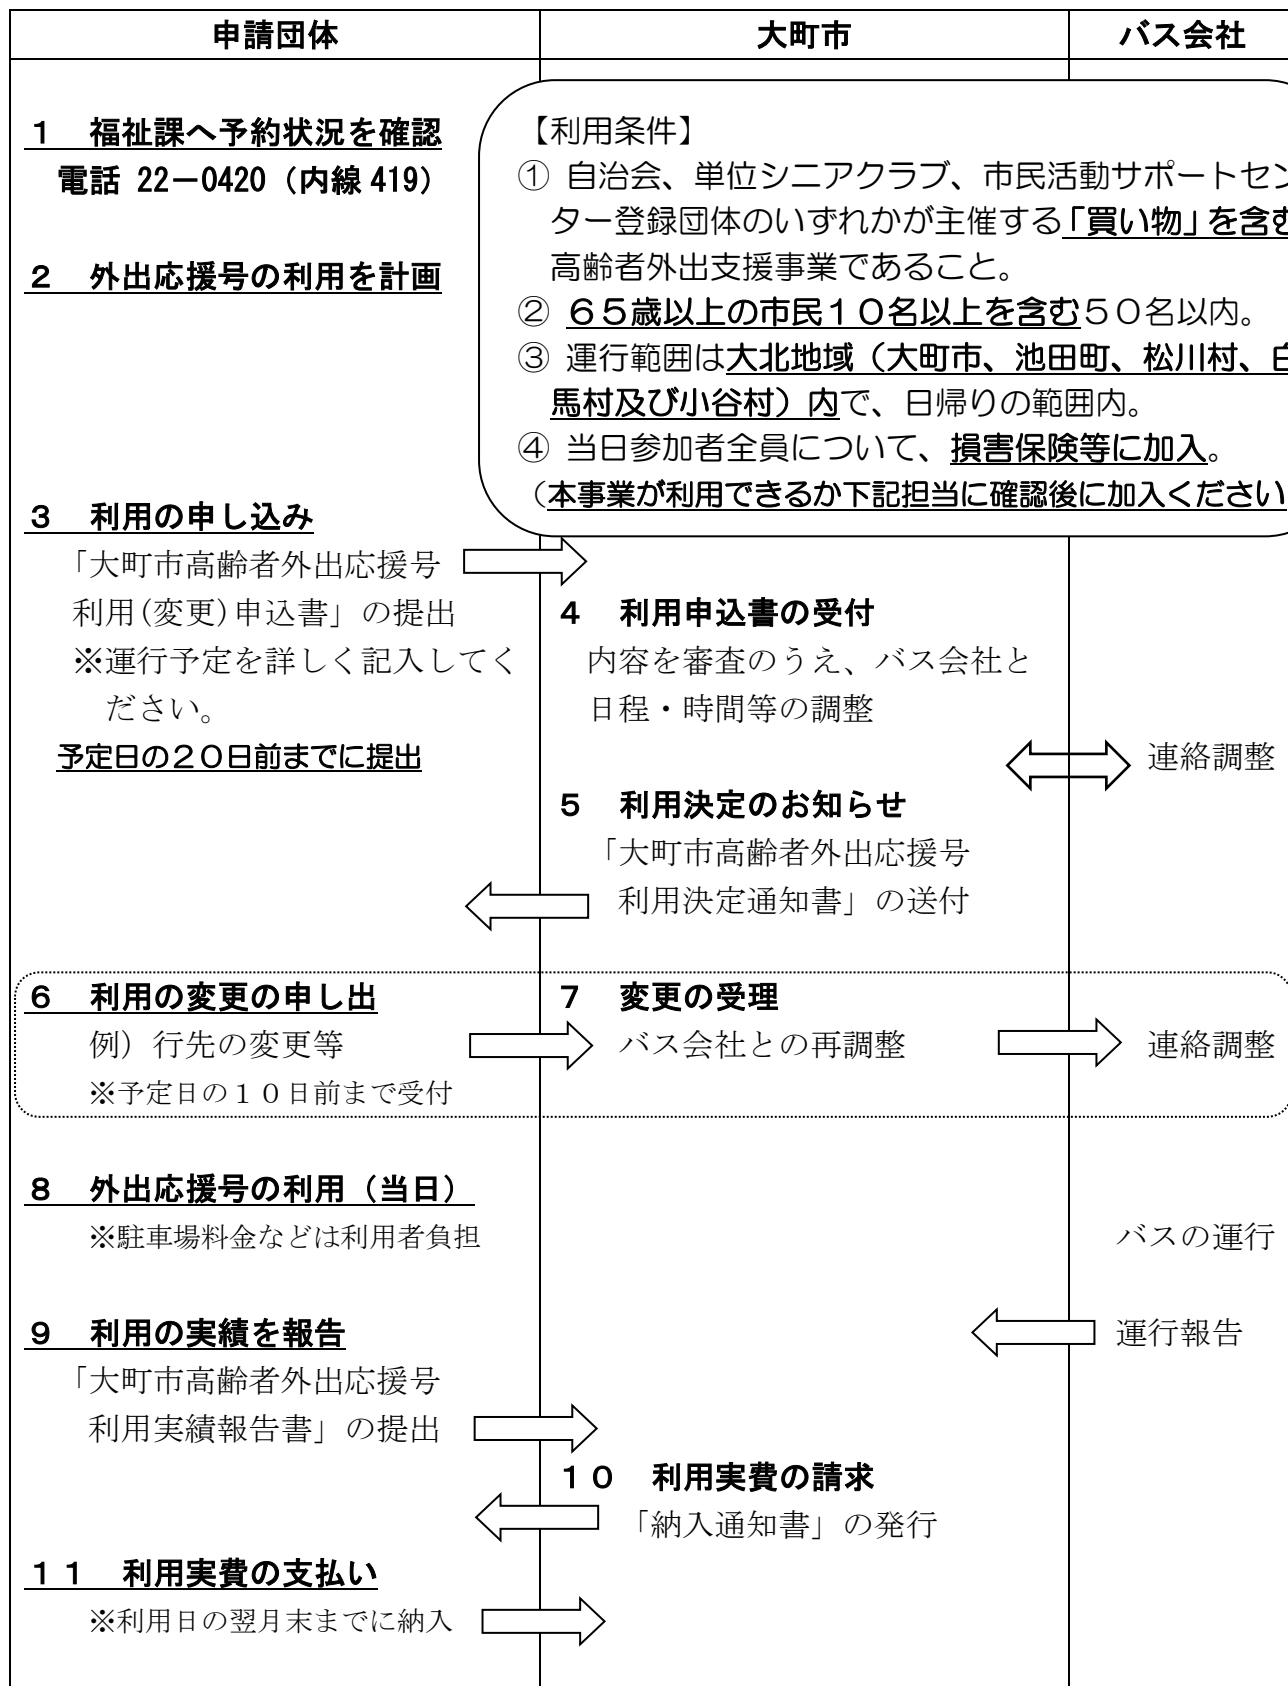 申請団体
大町市
バス会社
1 福祉課へ予約状況を確認
電話 22－0420（内線 419）
【利用条件】
① 自治会、単位シニアクラブ、市民活動サポートセン
ター登録団体のいずれかが主催する「買い物」を含む
高齢者外出支援事業であること。
② ６５歳以上の市民１０名以上を含む５０名以内。
③ 運行範囲は大北地域（大町市、池田町、松川村、白
馬村及び小谷村）内で、日帰りの範囲内。
④ 当日参加者全員について、損害保険等に加入。
（本事業が利用できるか下記担当に確認後に加入ください
２ 外出応援号の利用を計画
３ 利用の申し込み
「大町市高齢者外出応援号
利用(変更)申込書」の提出
※運行予定を詳しく記入してく
ださい。
予定日の２０日前までに提出
４ 利用申込書の受付
内容を審査のうえ、バス会社と
日程・時間等の調整
連絡調整
５ 利用決定のお知らせ
「大町市高齢者外出応援号
利用決定通知書」の送付
６ 利用の変更の申し出
例）行先の変更等
※予定日の１０日前まで受付
７ 変更の受理
バス会社との再調整
連絡調整
８ 外出応援号の利用（当日）
※駐車場料金などは利用者負担
バスの運行
９ 利用の実績を報告
運行報告
「大町市高齢者外出応援号
利用実績報告書」の提出
１０ 利用実費の請求
「納入通知書」の発行
１１ 利用実費の支払い
※利用日の翌月末までに納入